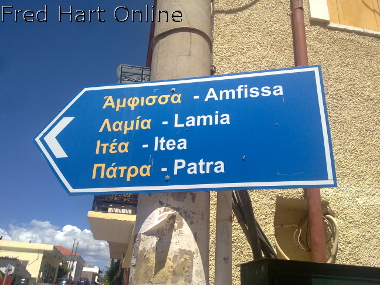 Fred Hart Online
Άμφισσα - Amfissa
Λαμία - Lamia
Ιτέα - Itea
Πάτρα - Patra